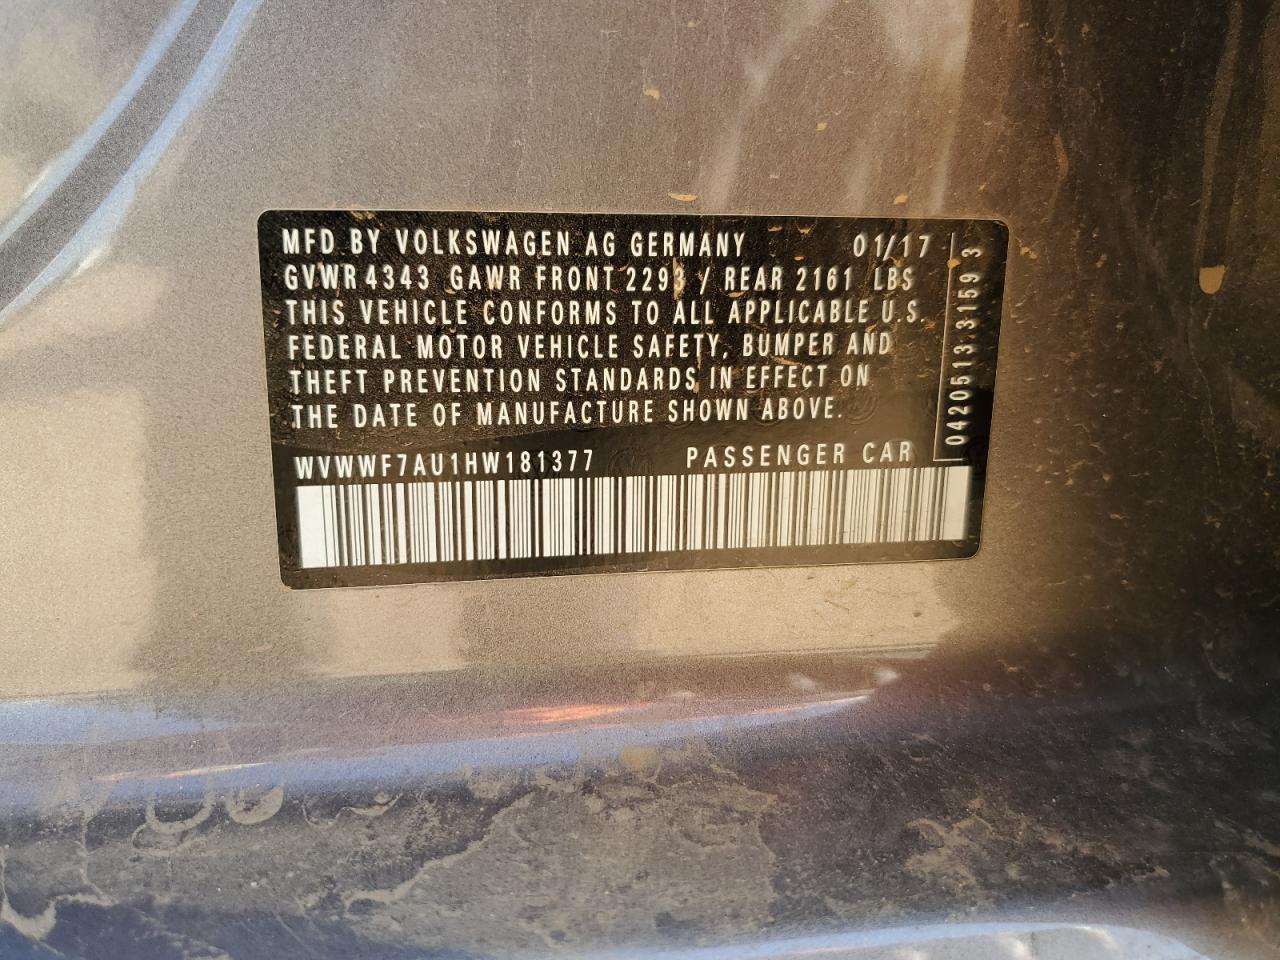 MFD BY VOLKSWAGEN AG GERMANY 01/17
GVWR 4343 GAWR FRONT 2293 / REAR 2161 LBS
THIS VEHICLE CONFORMS TO ALL APPLICABLE U.S.
FEDERAL MOTOR VEHICLE SAFETY, BUMPER AND
THEFT PREVENTION STANDARDS IN EFFECT ON
THE DATE OF MANUFACTURE SHOWN ABOVE.
WVWWF7AU1HW181377 PASSENGER CAR
0420513.3159 3